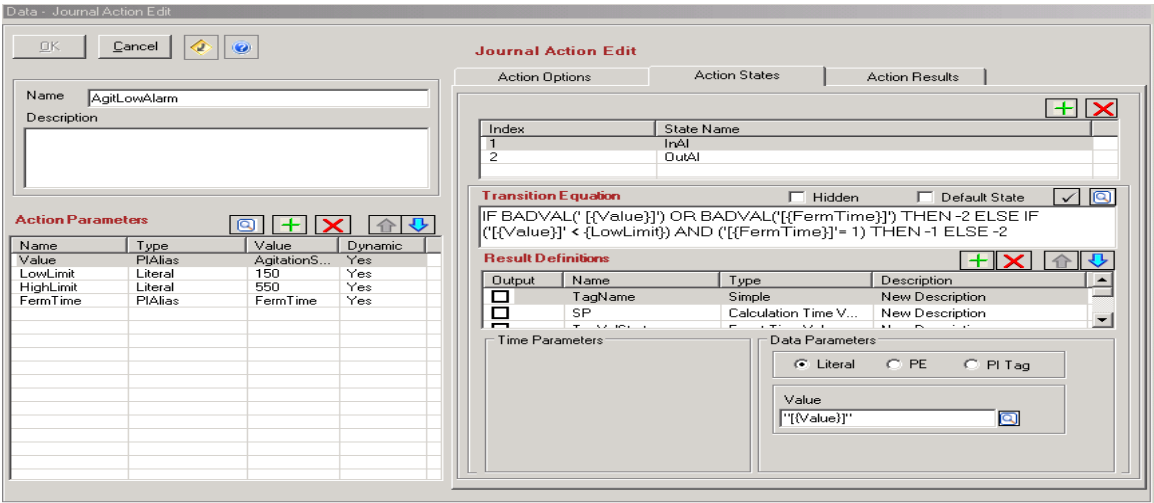 Data - Journal Action Edit
OK Cancel
Journal Action Edit
Action Options Action States Action Results
Name AgitLowAlarm
Description
Index State Name
1 InAl
2 OutAl
Transition Equation Hidden Default State
IF BADVAL(' [{Value}]') OR BADVAL('[{FermTime}]') THEN -2 ELSE IF
('[{Value}]' < {LowLimit}) AND ('[{FermTime}]'= 1) THEN -1 ELSE -2
Action Parameters
Name Type Value Dynamic
Value PIAlias AgitationS... Yes
LowLimit Literal 150 Yes
HighLimit Literal 550 Yes
FermTime PIAlias FermTime Yes
Result Definitions
Output Name Type Description
TagName Simple New Description
SP Calculation Time V... New Description
Time Parameters
Data Parameters
Literal PE PI Tag
Value
"[{Value}]"